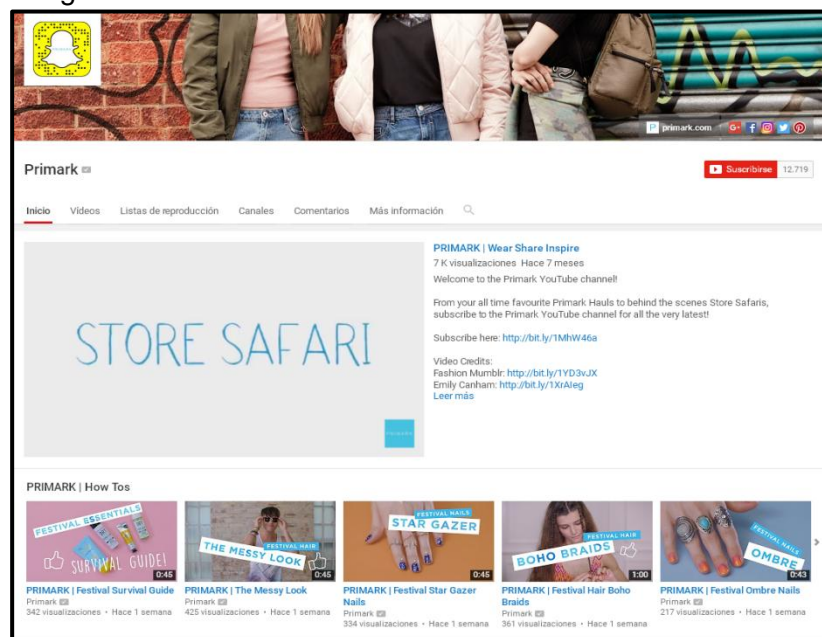 primark.com
Primark
Suscribirse 12.719
Inicio Vídeos Listas de reproducción Canales Comentarios Más información
STORE SAFARI
PRIMARK
PRIMARK | Wear Share Inspire
7 K visualizaciones Hace 7 meses
Welcome to the Primark YouTube channel!
From your all time favourite Primark Hauls to behind the scenes Store Safaris,
subscribe to the Primark YouTube channel for all the very latest!
Subscribe here: http://bit.ly/1MhW46a
Video Credits:
Fashion Mumblr: http://bit.ly/1YD3vJX
Emily Canham: http://bit.ly/1XrAleg
Leer más
PRIMARK | How Tos
FESTIVAL ESSENTIALS
SURVIVAL GUIDE!
0:45
PRIMARK | Festival Survival Guide
Primark
342 visualizaciones • Hace 1 semana
FESTIVAL HAIR
THE MESSY LOOK
0:45
PRIMARK | The Messy Look
Primark
425 visualizaciones • Hace 1 semana
FESTIVAL NAILS
STAR GAZER
0:45
PRIMARK | Festival Star Gazer
Nails
Primark
334 visualizaciones • Hace 1 semana
FESTIVAL HAIR
BOHO BRAIDS
1:00
PRIMARK | Festival Hair Boho
Braids
Primark
361 visualizaciones • Hace 1 semana
FESTIVAL NAILS
OMBRE
0:43
PRIMARK | Festival Ombre Nails
Primark
217 visualizaciones • Hace 1 semana